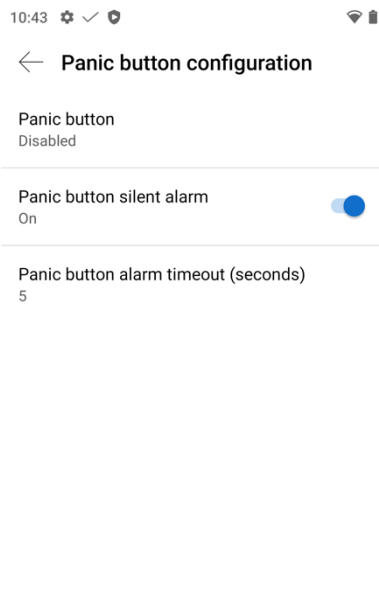 10:43
Panic button configuration
Panic button
Disabled
Panic button silent alarm
On
Panic button alarm timeout (seconds)
5